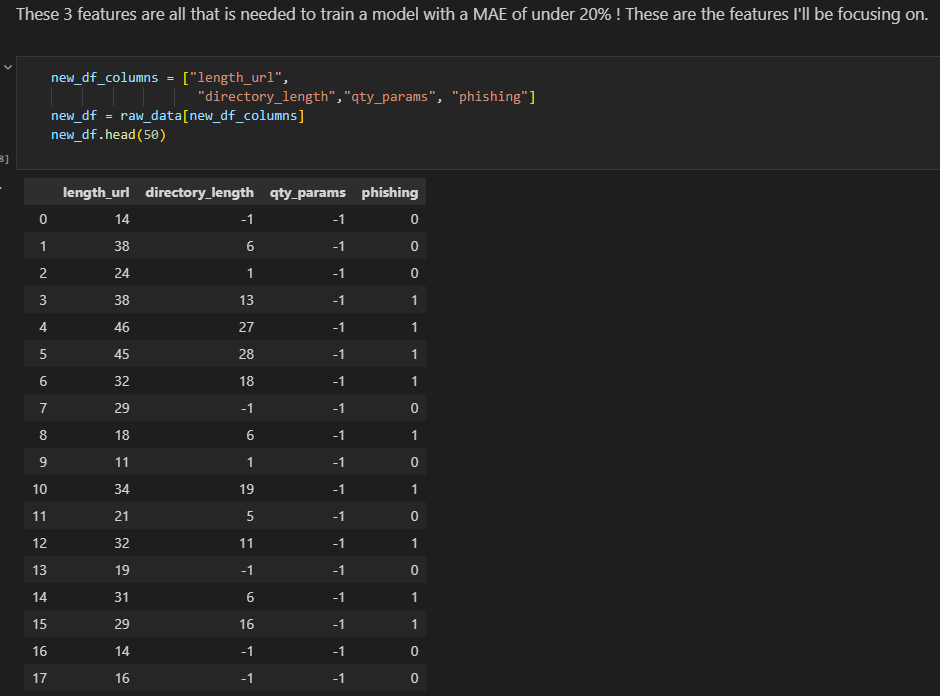 These 3 features are all that is needed to train a model with a MAE of under 20% ! These are the features I'll be focusing on.
new_df_columns = ["length_url",
"directory_length","qty_params", "phishing"]
new_df = raw_data[new_df_columns]
new_df.head(50)
8]
length_url directory_length qty_params phishing
0 14 -1 -1 0
1 38 6 -1 0
2 24 1 -1 0
3 38 13 -1 1
4 46 27 -1 1
5 45 28 -1 1
6 32 18 -1 1
7 29 -1 -1 0
8 18 6 -1 1
9 11 1 -1 0
10 34 19 -1 1
11 21 5 -1 0
12 32 11 -1 1
13 19 -1 -1 0
14 31 6 -1 1
15 29 16 -1 1
16 14 -1 -1 0
17 16 -1 -1 0